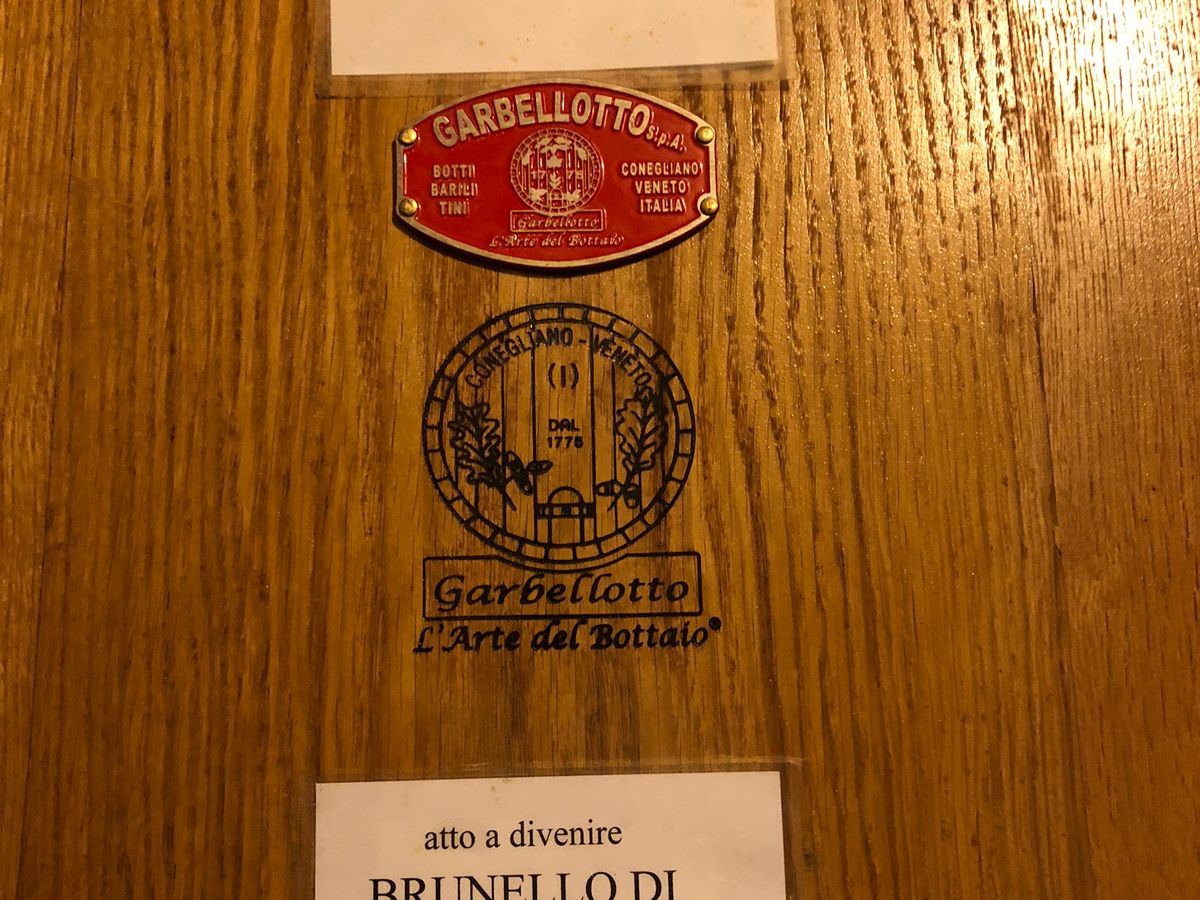 GARBELLOTTO S.p.A.
BOTTI
BARILI
TINI
CONEGLIANO
VENETO
ITALIA
1775
Garbellotto
L'Arte del Bottaio
CONEGLIANO - VENETO
(I)
DAL
1775
Garbellotto
L'Arte del Bottaio®
atto a divenire
BRUNELLO DI